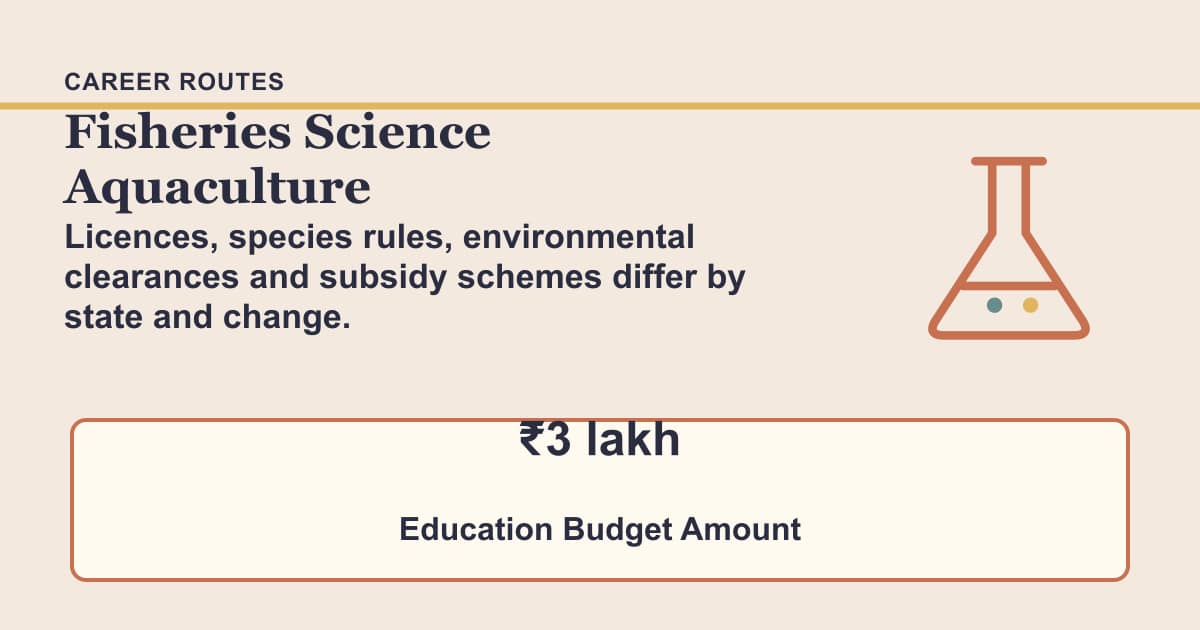 CAREER ROUTES
Fisheries Science
Aquaculture
Licences, species rules, environmental
clearances and subsidy schemes differ by
state and change.
₹3 lakh
Education Budget Amount